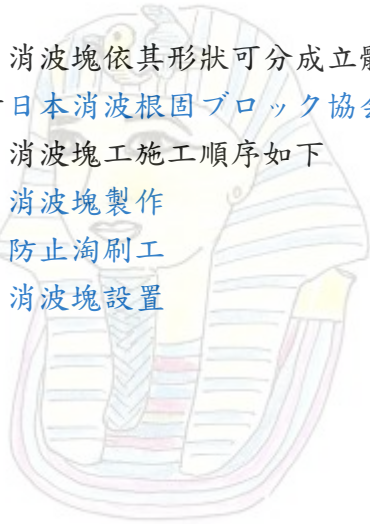 消波塊依其形狀可分成立體
日本消波根固ブロック協会
消波塊工施工順序如下
消波塊製作
防止淘刷工
消波塊設置